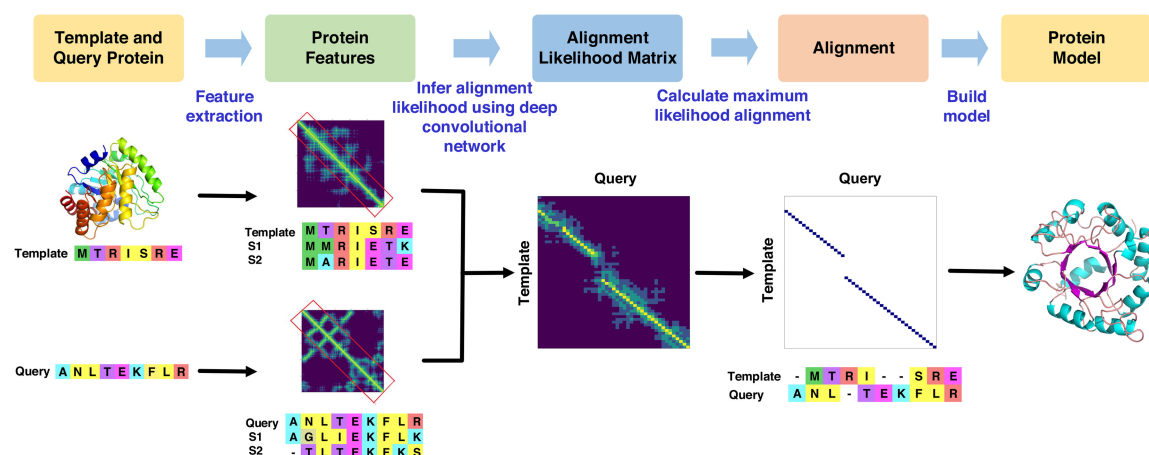 Template and
Query Protein
Protein
Features
Alignment
Likelihood Matrix
Alignment
Protein
Model
Feature
extraction
Infer alignment
likelihood using deep
convolutional
network
Calculate maximum
likelihood alignment
Build
model
Template M T R I S R E
Template M T R I S R E
S1 M M R I E T K
S2 M A R I E T E
Query A N L T E K F L R
Query A N L T E K F L R
S1 A G L I E K F L K
S2 - T L T E K F K S
Query
Template
Query
Template
Template - M T R I - - S R E
Query A N L - T E K F L R